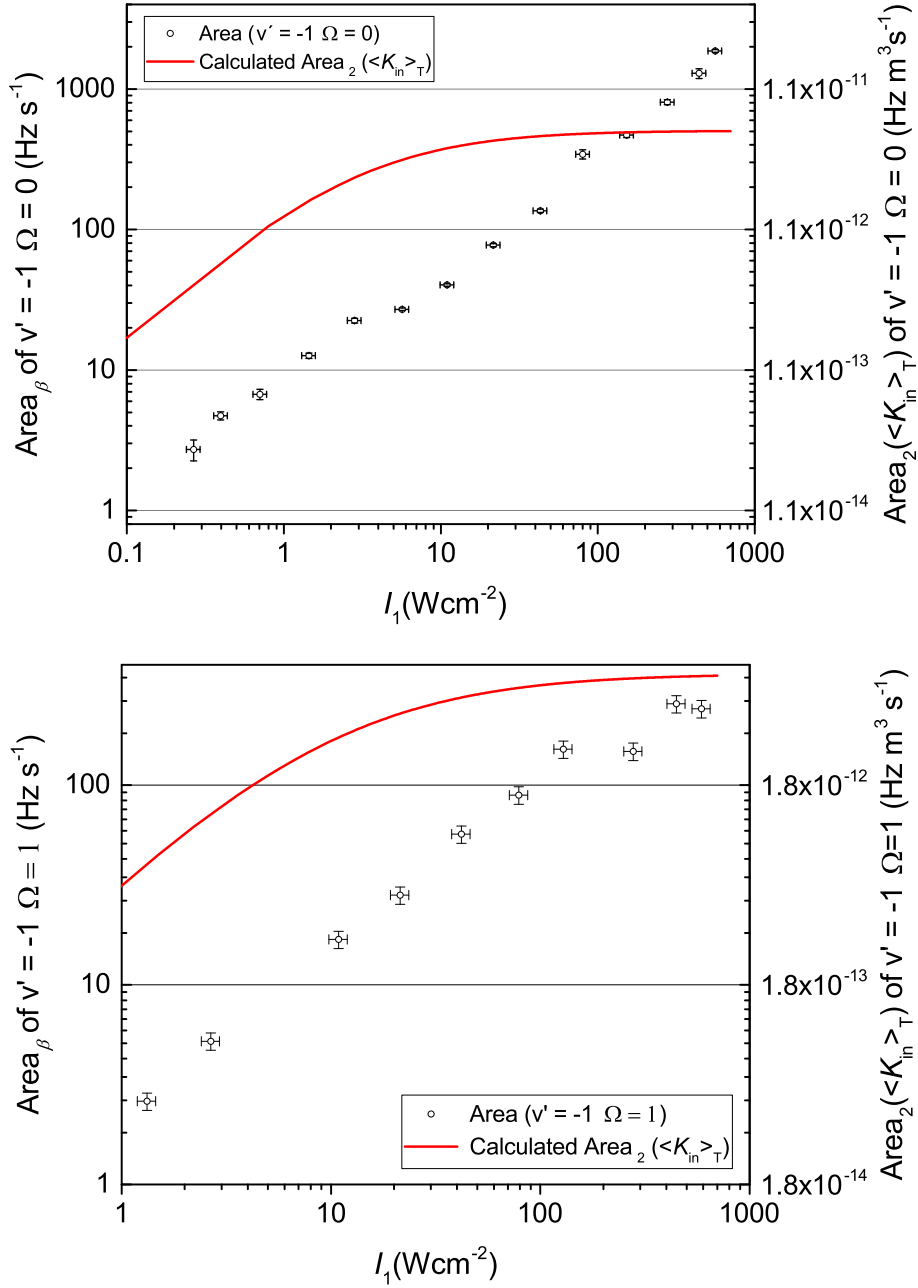 Area (v´ = -1 Ω = 0)
Calculated Area ₂ (<K_in>_T)
1000
100
10
1
1.1x10⁻¹¹
1.1x10⁻¹²
1.1x10⁻¹³
1.1x10⁻¹⁴
0.1 1 10 100 1000
I₁(Wcm⁻²)
Area_β of v' = -1 Ω = 0 (Hz s⁻¹)
Area₂(<K_in>_T) of v' = -1 Ω = 0 (Hz m³s⁻¹)
100
10
1
1.8x10⁻¹²
1.8x10⁻¹³
1.8x10⁻¹⁴
Area (v' = -1 Ω = 1)
Calculated Area ₂ (<K_in>_T)
1 10 100 1000
I₁(Wcm⁻²)
Area_β of v' = -1 Ω = 1 (Hz s⁻¹)
Area₂(<K_in>_T) of v' = -1 Ω=1 (Hz m³ s⁻¹)